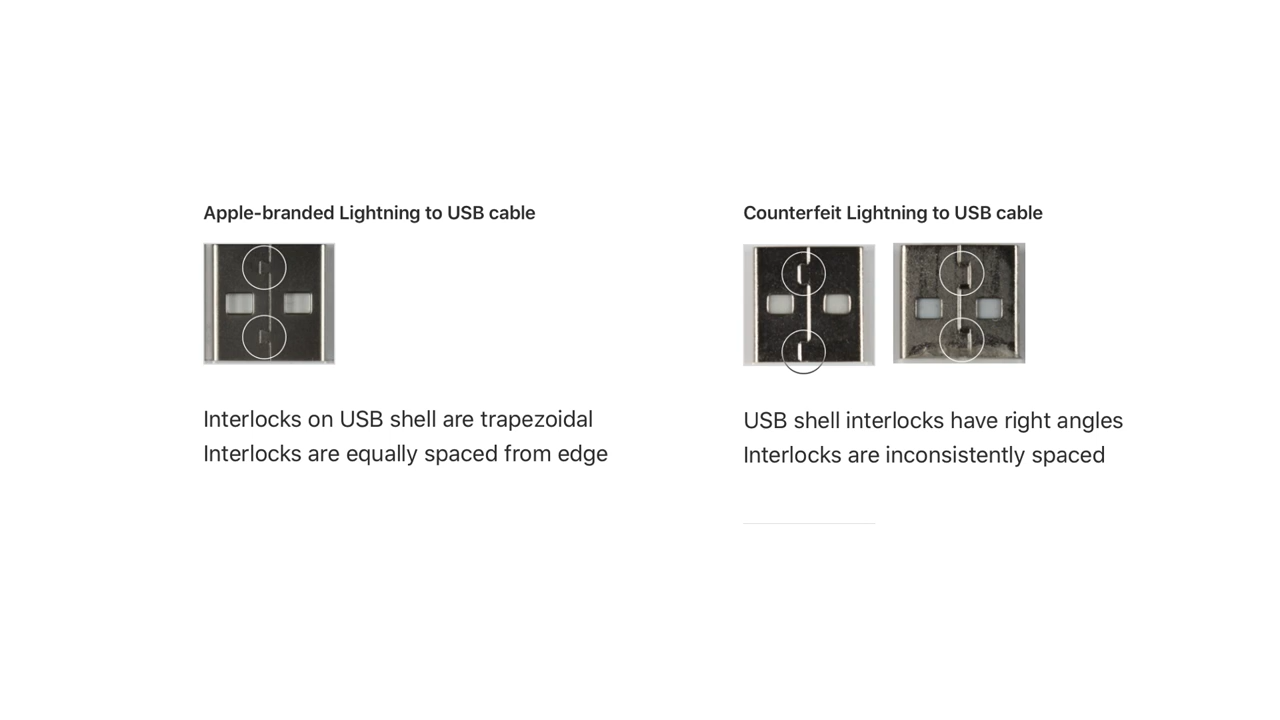 Apple-branded Lightning to USB cable
Interlocks on USB shell are trapezoidal
Interlocks are equally spaced from edge
Counterfeit Lightning to USB cable
USB shell interlocks have right angles
Interlocks are inconsistently spaced